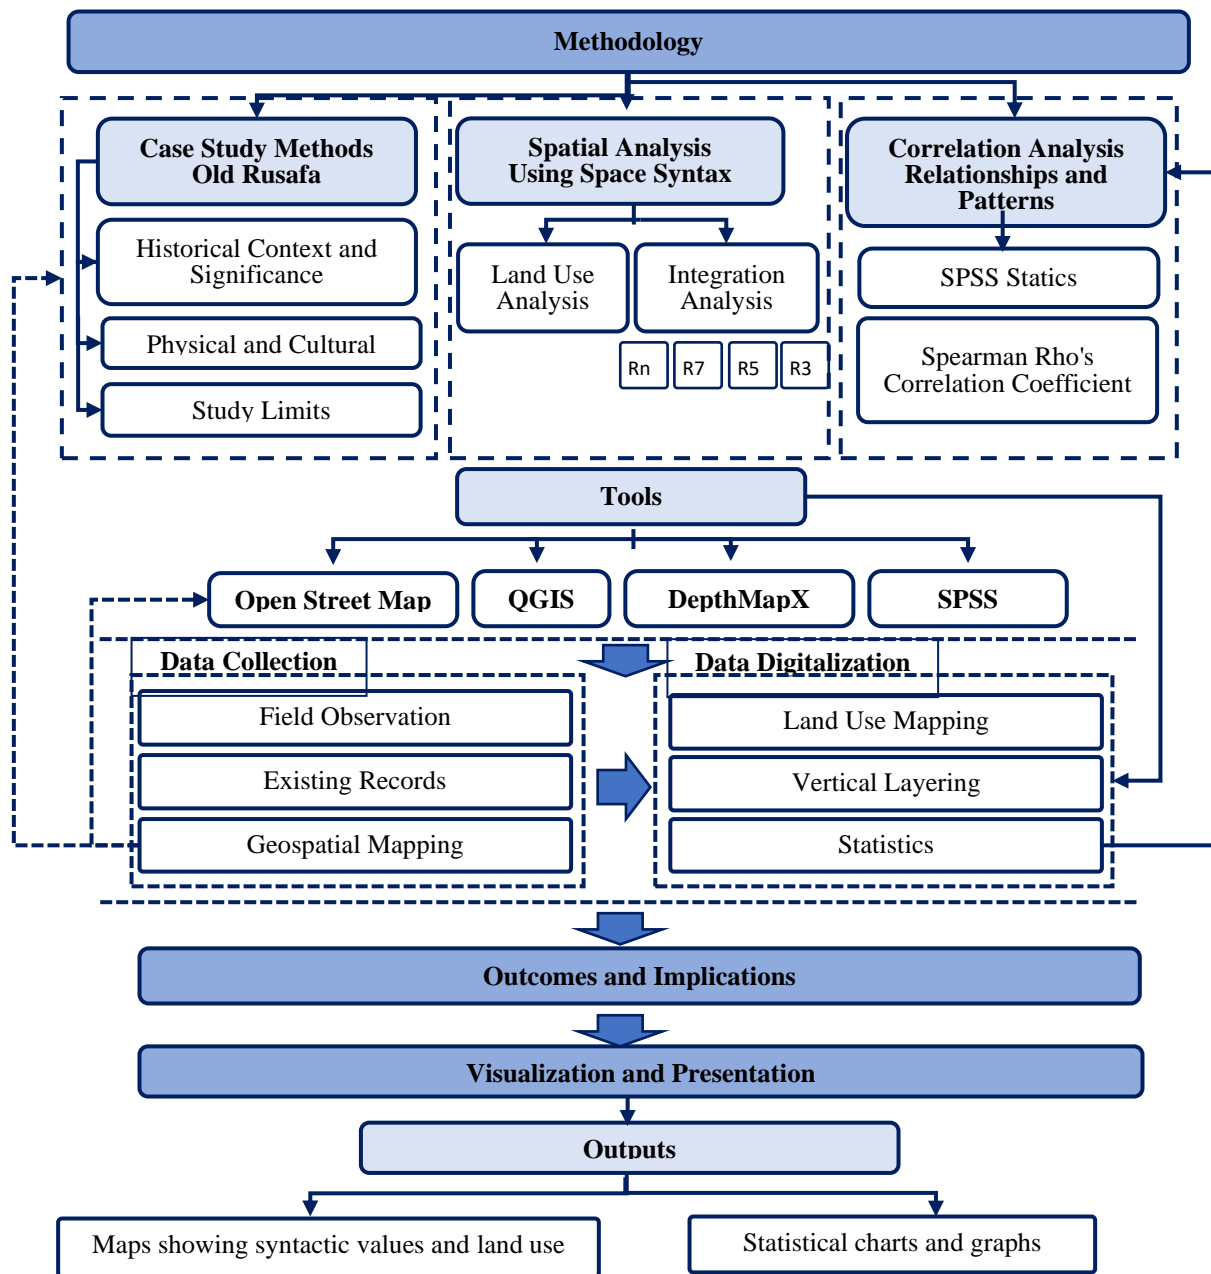 Methodology
Case Study Methods
Old Rusafa
Historical Context and
Significance
Physical and Cultural
Study Limits
Spatial Analysis
Using Space Syntax
Land Use
Analysis
Integration
Analysis
Rn
R7
R5
R3
Correlation Analysis
Relationships and
Patterns
SPSS Statics
Spearman Rho's
Correlation Coefficient
Tools
Open Street Map
QGIS
DepthMapX
SPSS
Data Collection
Field Observation
Existing Records
Geospatial Mapping
Data Digitalization
Land Use Mapping
Vertical Layering
Statistics
Outcomes and Implications
Visualization and Presentation
Outputs
Maps showing syntactic values and land use
Statistical charts and graphs